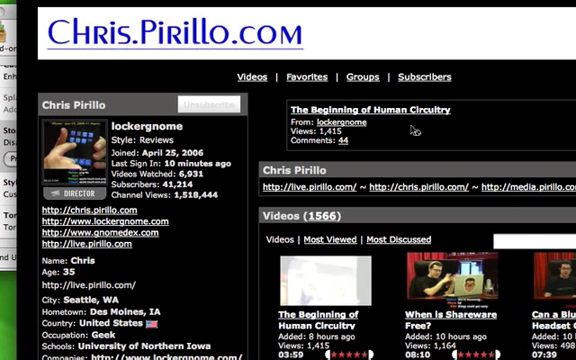 Chris.Pirillo.com
Videos Favorites Groups Subscribers
Chris Pirillo
Unsubscribe
lockergnome
Style: Reviews
Joined: April 25, 2006
Last Sign In: 10 minutes ago
Videos Watched: 6,931
Subscribers: 41,214
Channel Views: 1,518,444
DIRECTOR
http://chris.pirillo.com
http://www.lockergnome.com
http://www.gnomedex.com
http://live.pirillo.com
Name: Chris
Age: 35
http://live.pirillo.com/
City: Seattle, WA
Hometown: Des Moines, IA
Country: United States
Occupation: Geek
Schools: University of Northern Iowa
Companies: http://www.lockergnome.com/
The Beginning of Human Circuitry
From: lockergnome
Views: 1,415
Comments: 44
Chris Pirillo
http://live.pirillo.com/ ~ http://chris.pirillo.com/ ~ http://media.pirillo.com
Videos (1566)
Videos | Most Viewed | Most Discussed
The Beginning of
Human Circuitry
Added: 8 hours ago
Views: 1,415
03:59
When is Shareware
Free?
Added: 10 hours ago
Views: 1,164
08:39
Can a Blu
Headset
Added: 10
Views:
07:10